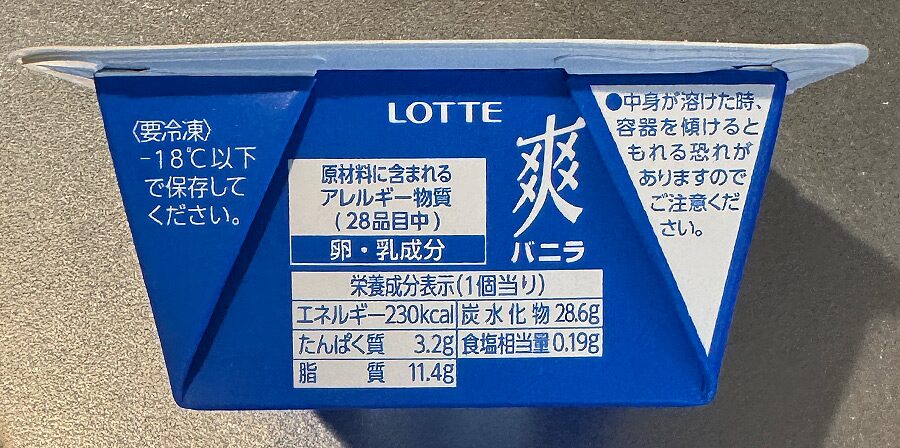 〈要冷凍〉
-18℃以下
で保存して
ください。
LOTTE
爽
バニラ
原材料に含まれる
アレルギー物質
(28品目中)
卵・乳成分
栄養成分表示(1個当り)
エネルギー230kcal 炭水化物 28.6g
たんぱく質 3.2g 食塩相当量 0.19g
脂質 11.4g
●中身が溶けた時、
容器を傾けると
もれる恐れが
ありますので
ご注意くだ
さい。